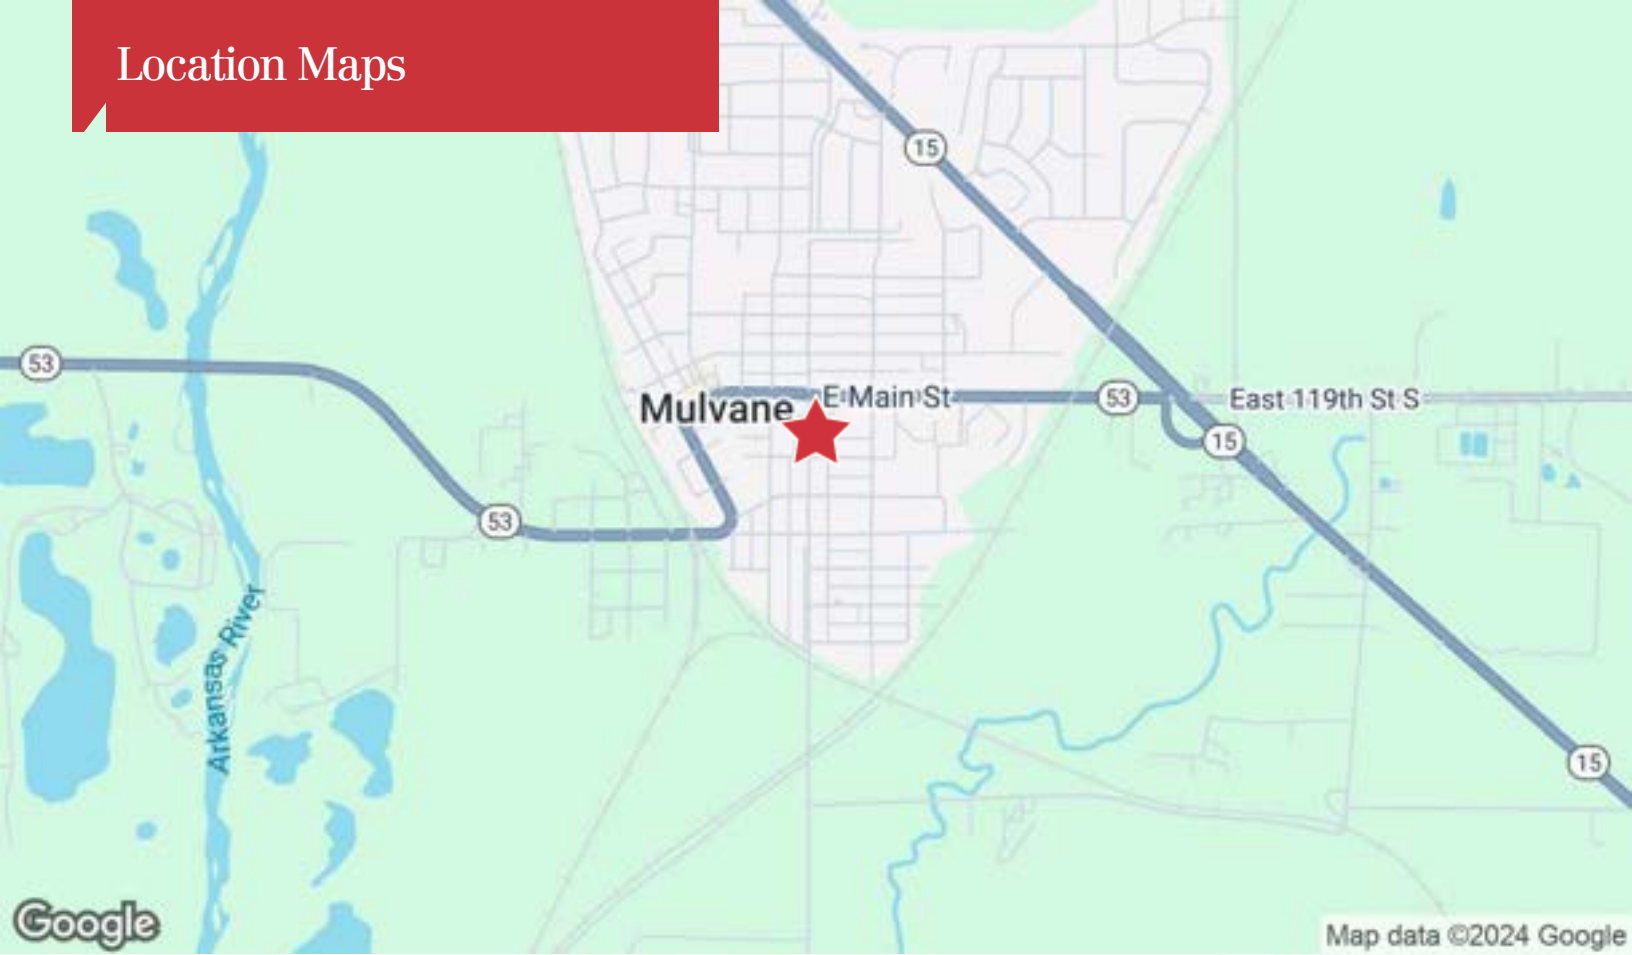 Location Maps
15
53
Mulvane
E Main St
53
East 119th St S
15
53
Arkansas River
15
Google
Map data ©2024 Google